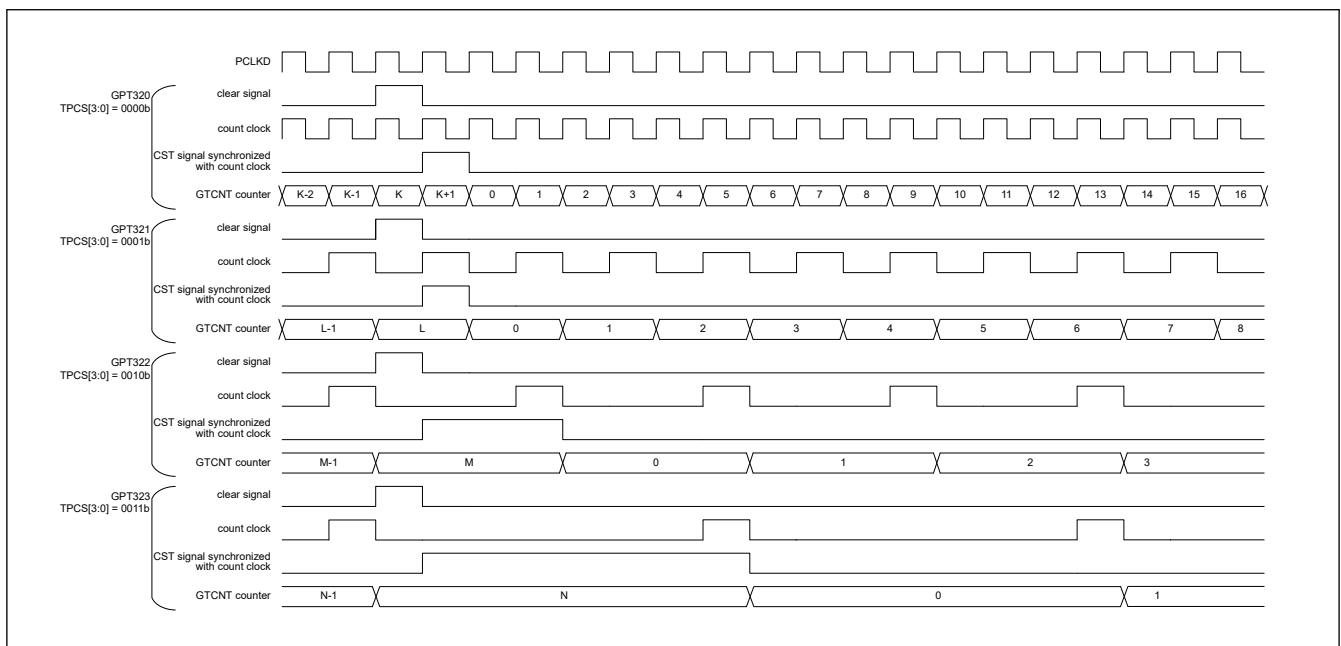 PCLKD
GPT320
TPCS[3:0] = 0000b
clear signal
count clock
CST signal synchronized
with count clock
GTCNT counter K-2 K-1 K K+1 0 1 2 3 4 5 6 7 8 9 10 11 12 13 14 15 16
GPT321
TPCS[3:0] = 0001b
clear signal
count clock
CST signal synchronized
with count clock
GTCNT counter L-1 L 0 1 2 3 4 5 6 7 8
GPT322
TPCS[3:0] = 0010b
clear signal
count clock
CST signal synchronized
with count clock
GTCNT counter M-1 M 0 1 2 3
GPT323
TPCS[3:0] = 0011b
clear signal
count clock
CST signal synchronized
with count clock
GTCNT counter N-1 N 0 1